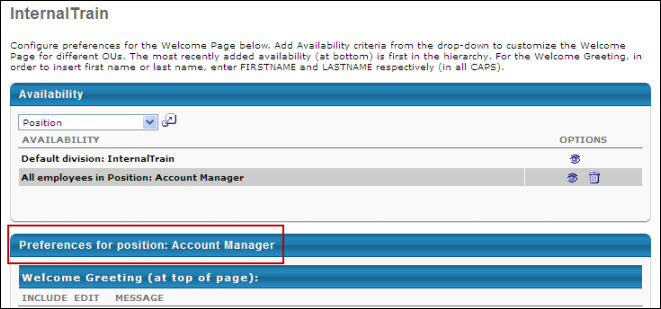 InternalTrain
Configure preferences for the Welcome Page below. Add Availability criteria from the drop-down to customize the Welcome
Page for different OUs. The most recently added availability (at bottom) is first in the hierarchy. For the Welcome Greeting, in
order to insert first name or last name, enter FIRSTNAME and LASTNAME respectively (in all CAPS).
Availability
Position
AVAILABILITY OPTIONS
Default division: InternalTrain
All employees in Position: Account Manager
Preferences for position: Account Manager
Welcome Greeting (at top of page):
INCLUDE EDIT MESSAGE